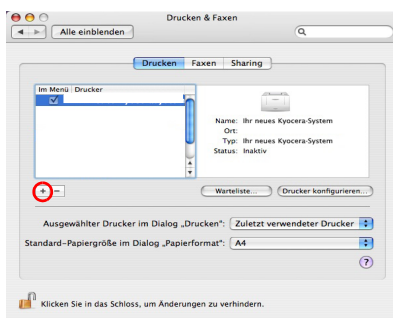 Drucken & Faxen
Alle einblenden
Drucken Faxen Sharing
Im Menü Drucker
Name: Ihr neues Kyocera-System
Ort:
Typ: Ihr neues Kyocera-System
Status: Inaktiv
+ −
Warteliste... Drucker konfigurieren...
Ausgewählter Drucker im Dialog „Drucken“: Zuletzt verwendeter Drucker
Standard-Papiergröße im Dialog „Papierformat“: A4
?
Klicken Sie in das Schloss, um Änderungen zu verhindern.